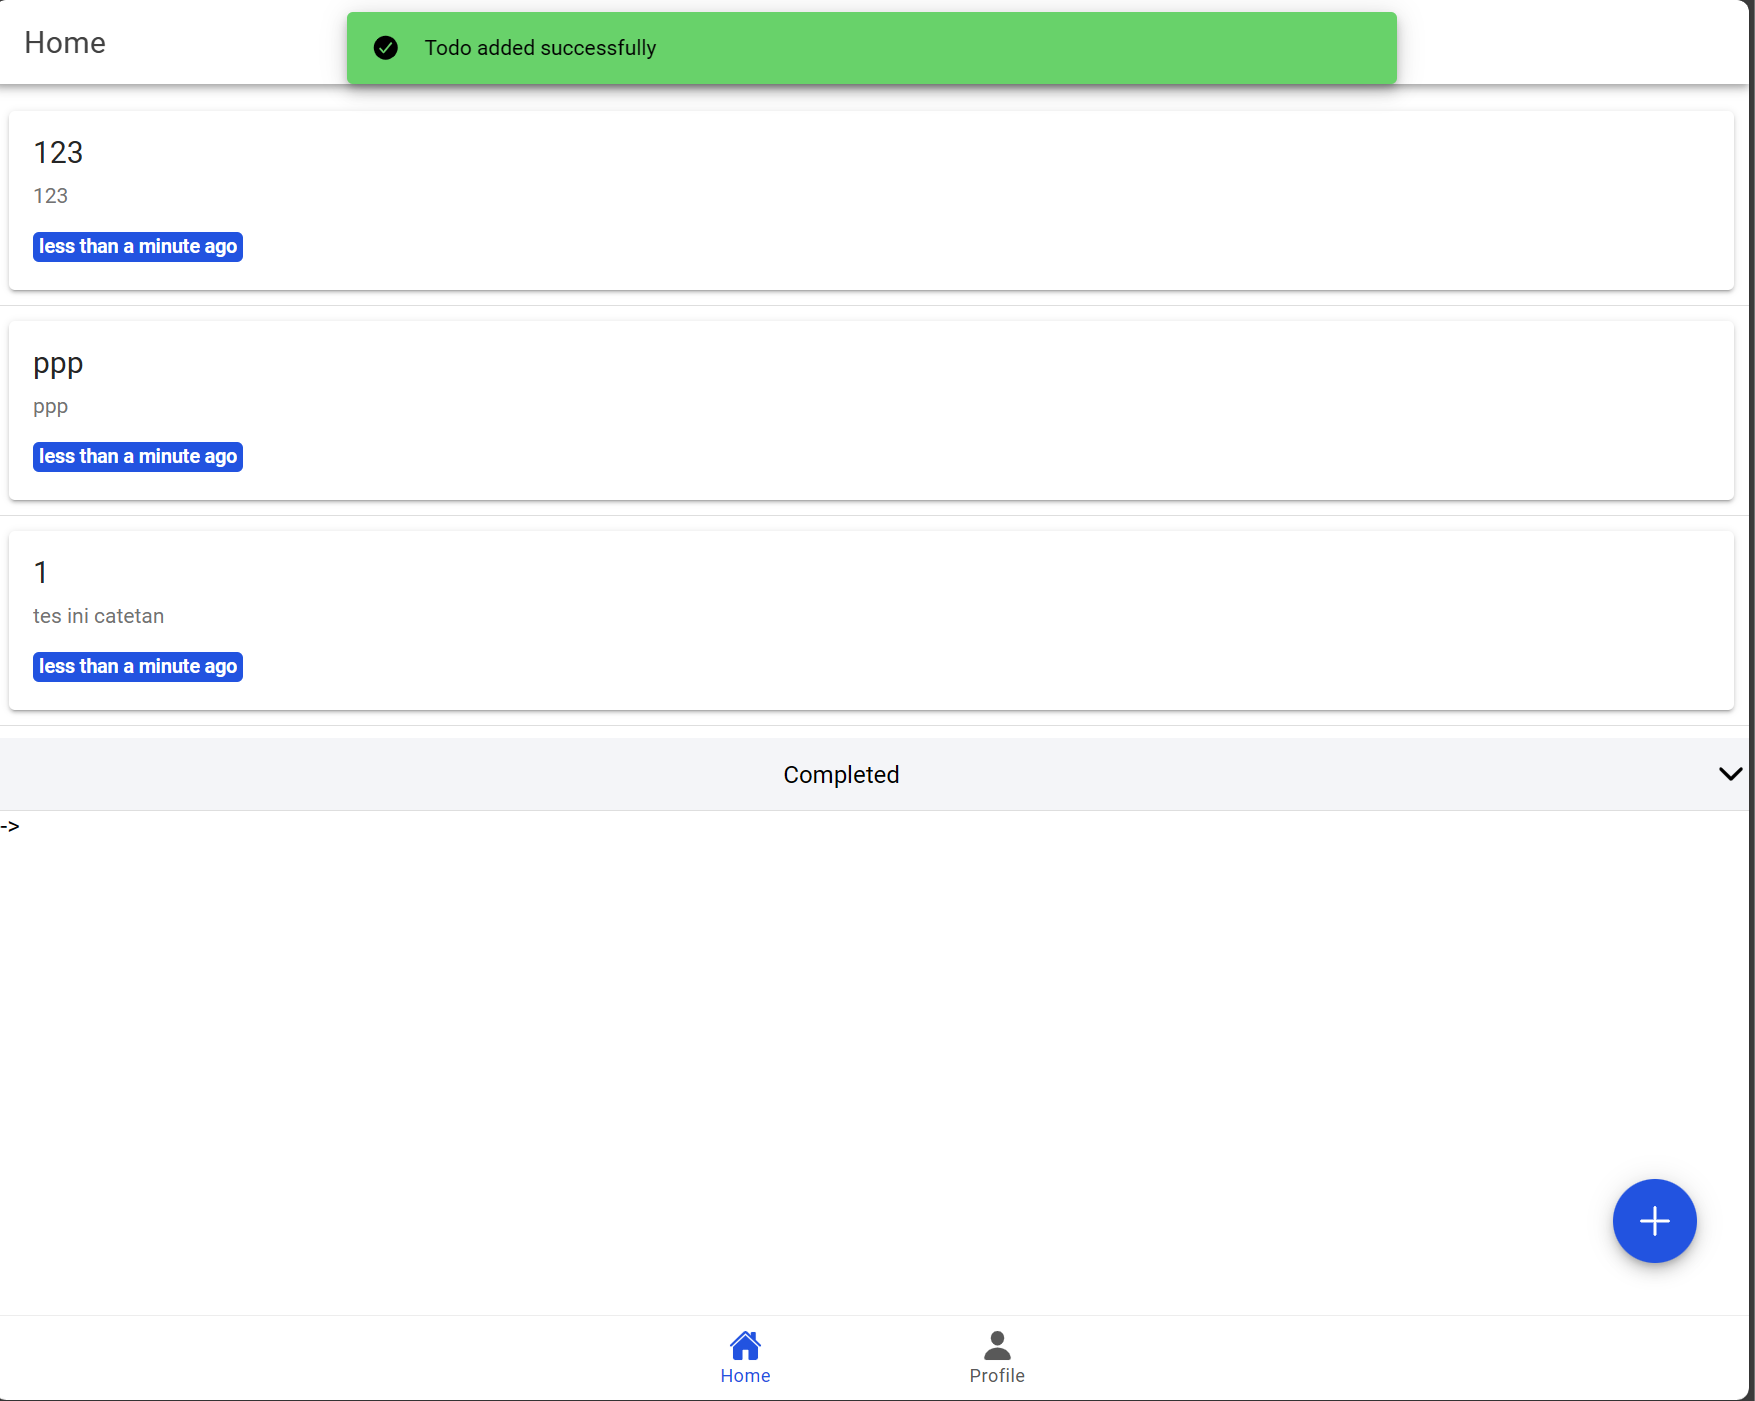 Home
Todo added successfully
123
123
less than a minute ago
ppp
ppp
less than a minute ago
1
tes ini catetan
less than a minute ago
Completed
->
Home
Profile